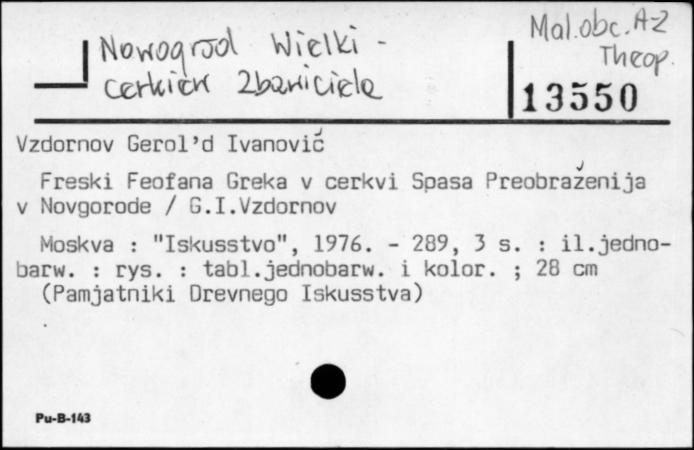 Nowogród Wielki -
cerkiew Zbawiciela
Mal.obc. A-Z
Theop.
13550
Vzdornov Gerol'd Ivanović
Freski Feofana Greka v cerkvi Spasa Preobraženija
v Novgorode / G.I.Vzdornov
Moskva : "Iskusstvo", 1976. - 289, 3 s. : il.jedno-
barw. : rys. : tabl.jednobarw. i kolor. ; 28 cm
(Pamjatniki Drevnego Iskusstva)
Pu-B-143